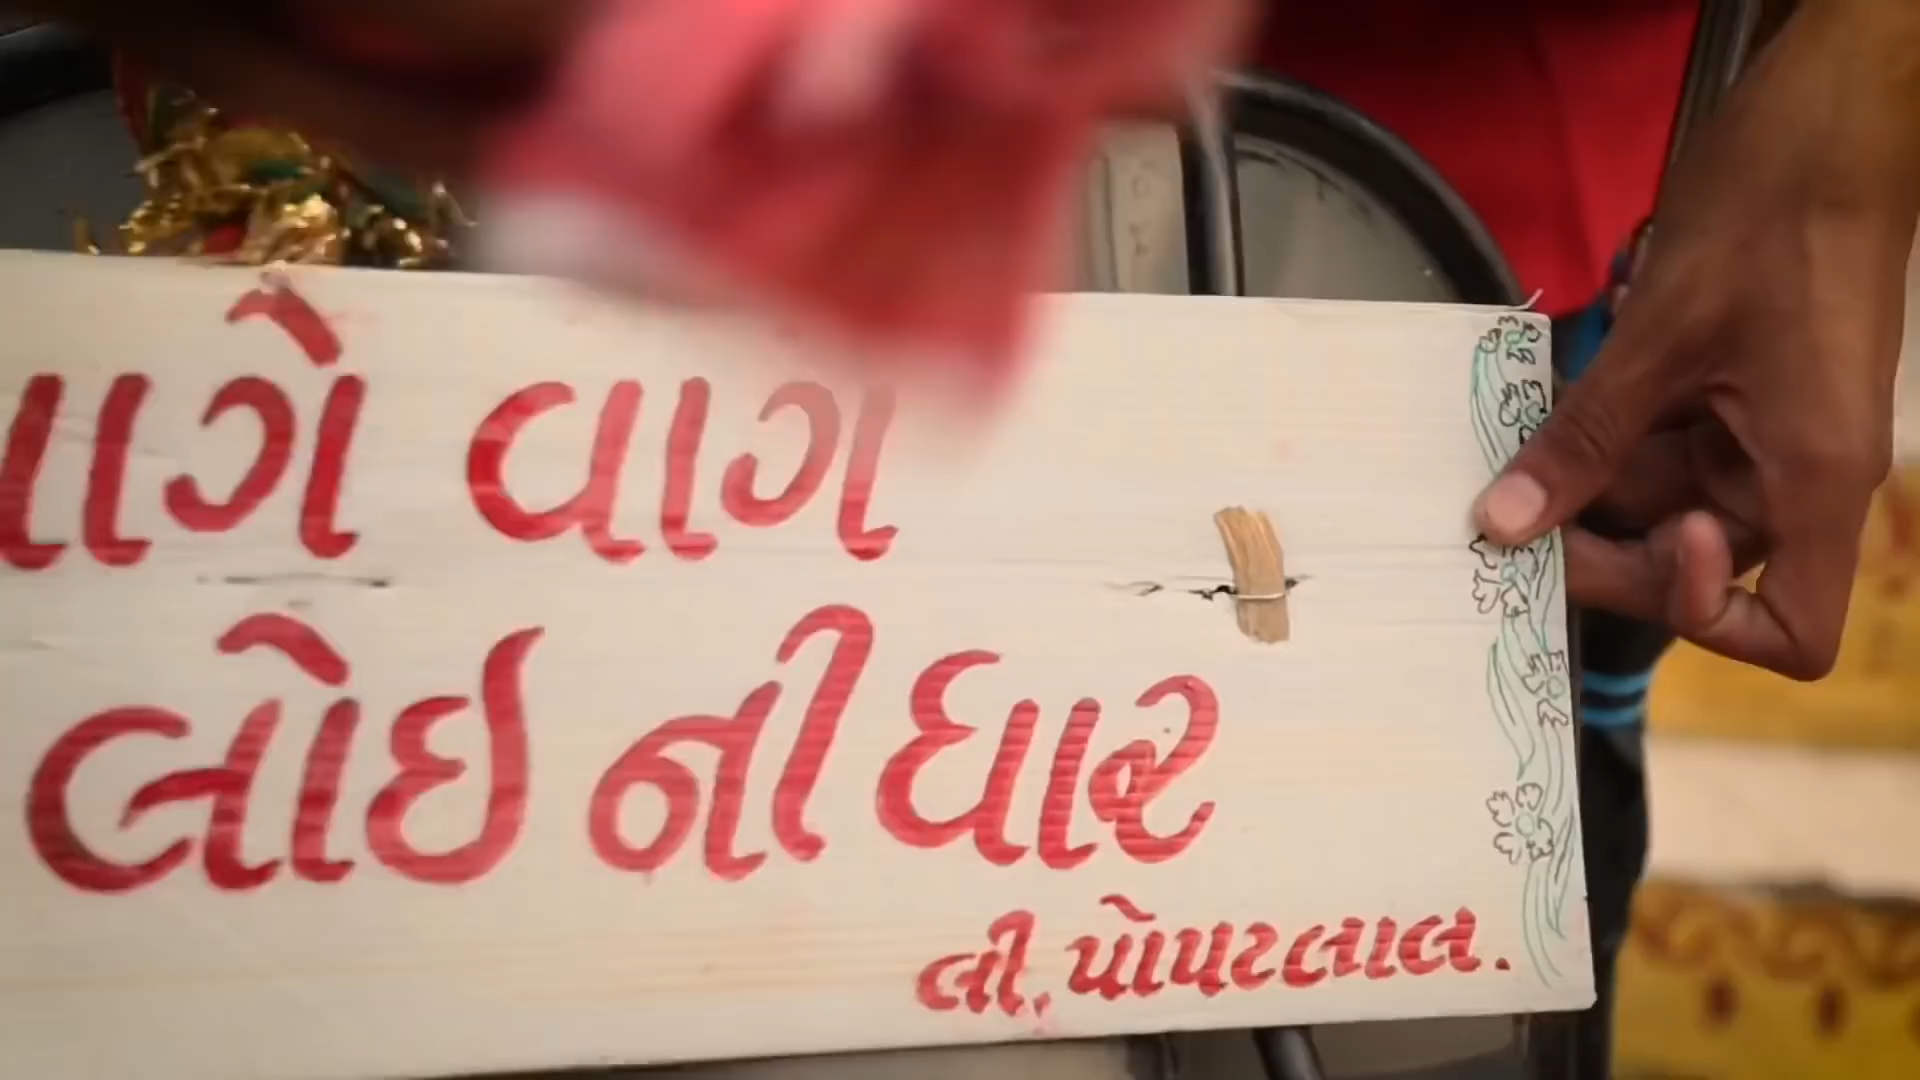 વાગ
લોઇ ની ધાર
લી. પોપટલાલ.